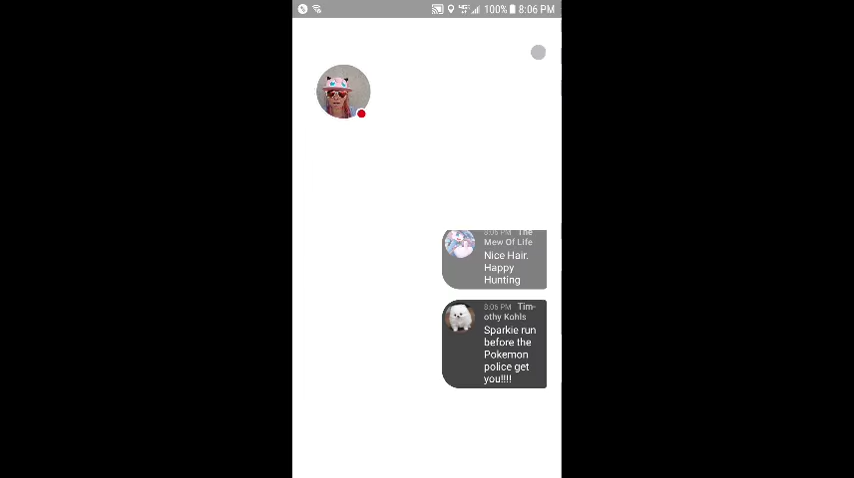 100% 8:06 PM
8:06 PM The
Mew Of Life
Nice Hair.
Happy
Hunting
8:06 PM Tim-
othy Kohls
Sparkie run
before the
Pokemon
police get
you!!!!